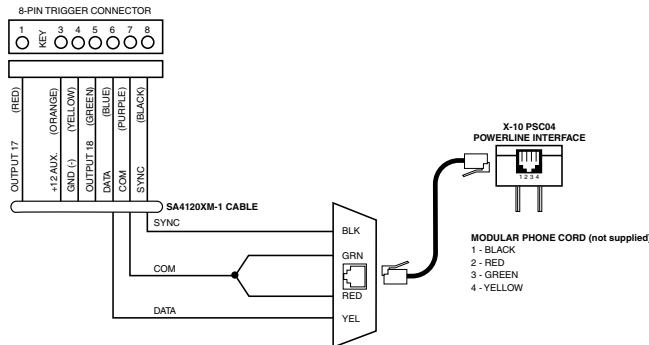 8-PIN TRIGGER CONNECTOR
1 KEY 3 4 5 6 7 8
OUTPUT 17 (RED)
+12 AUX. (ORANGE)
GND (-) (YELLOW)
OUTPUT 18 (GREEN)
DATA (BLUE)
COM (PURPLE)
SYNC (BLACK)
SA4120XM-1 CABLE
SYNC
COM
DATA
BLK
GRN
RED
YEL
X-10 PSC04
POWERLINE INTERFACE
1 2 3 4
MODULAR PHONE CORD (not supplied)
1 - BLACK
2 - RED
3 - GREEN
4 - YELLOW